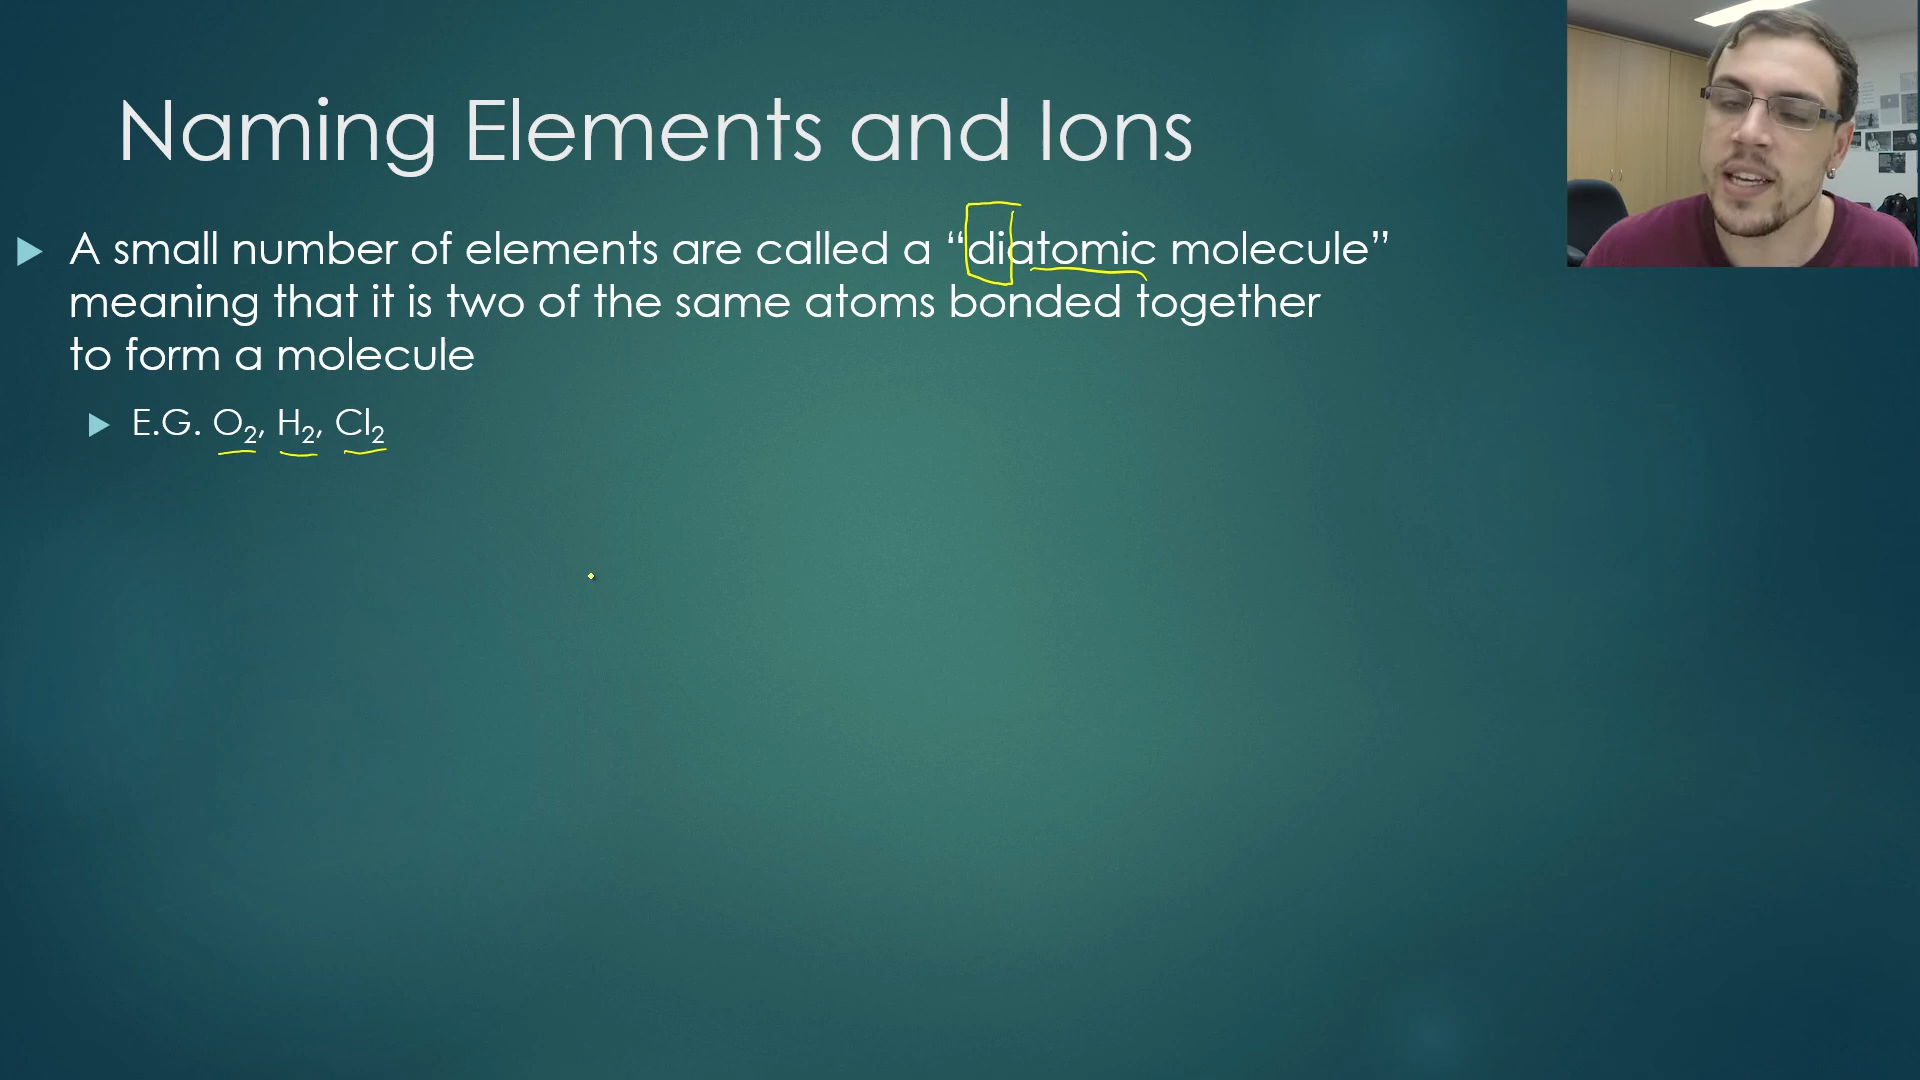 Naming Elements and Ions
A small number of elements are called a “diatomic molecule”
meaning that it is two of the same atoms bonded together
to form a molecule
E.G. O₂, H₂, Cl₂